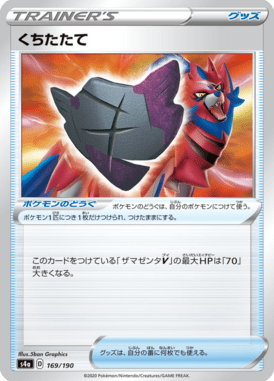 TRAINER'S
グッズ
くちたたて
ポケモンのどうぐ
ポケモンのどうぐは、自分のポケモンにつけて使う。
ポケモン1匹につき1枚だけつけられ、つけたままにする。
このカードをつけている「ザマゼンタV」の最大HPは「70」
大きくなる。
Illus. 5ban Graphics
s4a D 169/190
©2020 Pokémon/Nintendo/Creatures/GAME FREAK.
グッズは、自分の番に何枚でも使える。